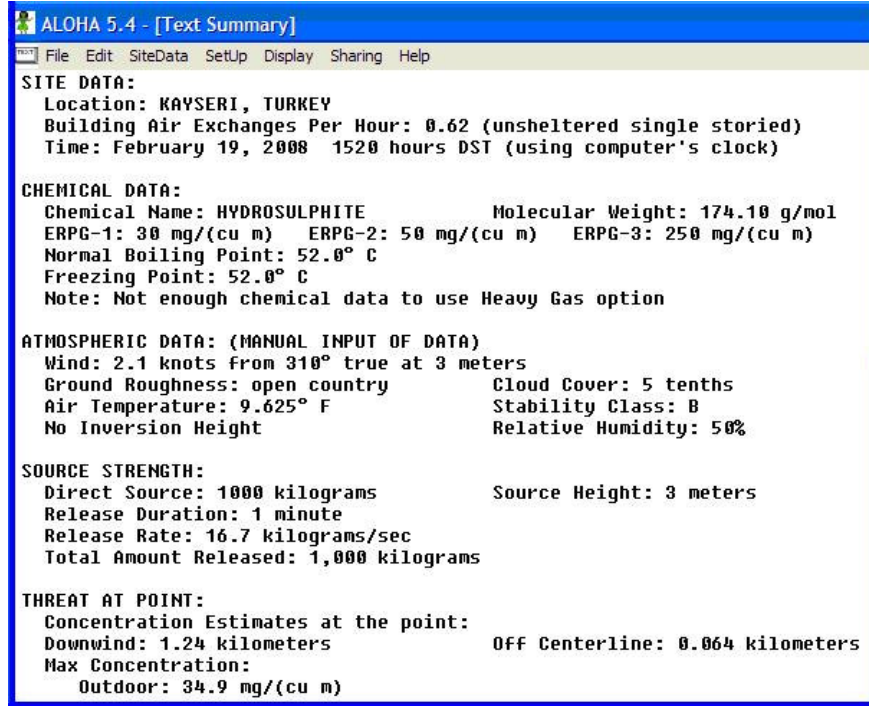 ALOHA 5.4 - [Text Summary]
File Edit SiteData SetUp Display Sharing Help
SITE DATA:
Location: KAYSERI, TURKEY
Building Air Exchanges Per Hour: 0.62 (unsheltered single storied)
Time: February 19, 2008 1520 hours DST (using computer's clock)
CHEMICAL DATA:
Chemical Name: HYDROSULPHITE Molecular Weight: 174.10 g/mol
ERPG-1: 30 mg/(cu m) ERPG-2: 50 mg/(cu m) ERPG-3: 250 mg/(cu m)
Normal Boiling Point: 52.0° C
Freezing Point: 52.0° C
Note: Not enough chemical data to use Heavy Gas option
ATMOSPHERIC DATA: (MANUAL INPUT OF DATA)
Wind: 2.1 knots from 310° true at 3 meters
Ground Roughness: open country Cloud Cover: 5 tenths
Air Temperature: 9.625° F Stability Class: B
No Inversion Height Relative Humidity: 50%
SOURCE STRENGTH:
Direct Source: 1000 kilograms Source Height: 3 meters
Release Duration: 1 minute
Release Rate: 16.7 kilograms/sec
Total Amount Released: 1,000 kilograms
THREAT AT POINT:
Concentration Estimates at the point:
Downwind: 1.24 kilometers Off Centerline: 0.064 kilometers
Max Concentration:
Outdoor: 34.9 mg/(cu m)